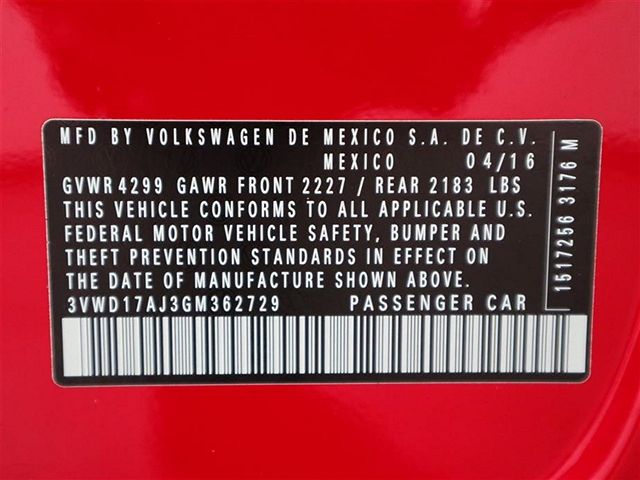 MFD BY VOLKSWAGEN DE MEXICO S.A. DE C.V.
MEXICO 04/16
GVWR 4299 GAWR FRONT 2227 / REAR 2183 LBS
THIS VEHICLE CONFORMS TO ALL APPLICABLE U.S.
FEDERAL MOTOR VEHICLE SAFETY, BUMPER AND
THEFT PREVENTION STANDARDS IN EFFECT ON
THE DATE OF MANUFACTURE SHOWN ABOVE.
3VWD17AJ3GM362729 PASSENGER CAR
1517256 3176 M